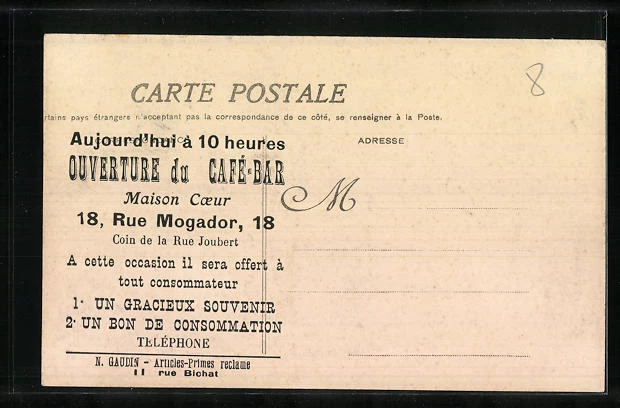 8
CARTE POSTALE
rtains pays étrangers n'acceptant pas la correspondance de ce côté, se renseigner à la Poste.
Aujourd'hui à 10 heures
ADRESSE
OUVERTURE du CAFÉ-BAR
Maison Cœur
M
18, Rue Mogador, 18
Coin de la Rue Joubert
A cette occasion il sera offert à
tout consommateur
1· UN GRACIEUX SOUVENIR
2· UN BON DE CONSOMMATION
TÉLÉPHONE
N. GAUDIN - Articles-Primes reclame
11 rue Bichat